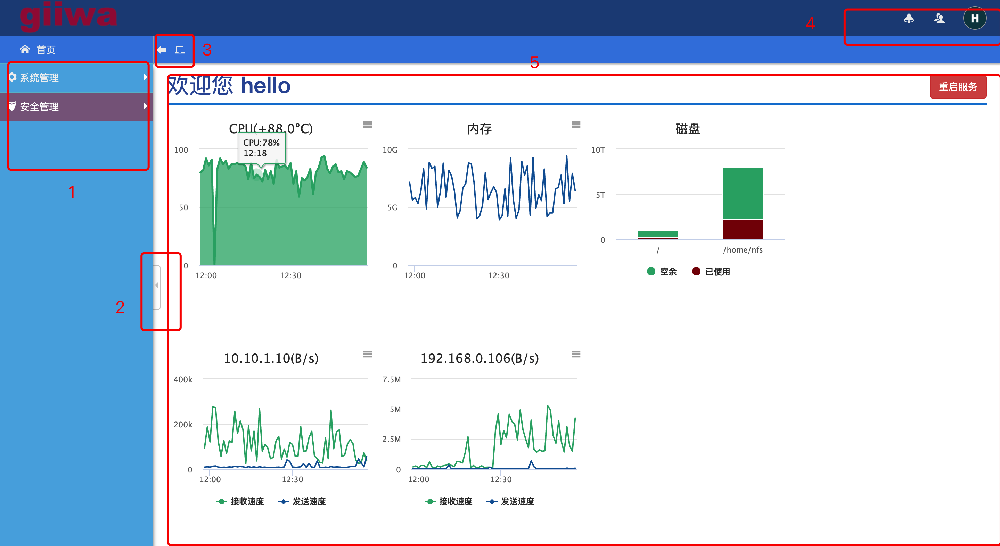 giiwa
4
H
首页
3
5
系统管理
安全管理
1
2
欢迎您 hello
重启服务
CPU(+88.0°C)
CPU:78%
12:18
100
50
0
12:00
12:30
内存
10G
5G
0
12:00
12:30
磁盘
10T
5T
0
/
/home/nfs
空余
已使用
10.10.1.10(B/s)
400k
200k
0
12:00
12:30
接收速度
发送速度
192.168.0.106(B/s)
7.5M
5M
2.5M
0
12:00
12:30
接收速度
发送速度